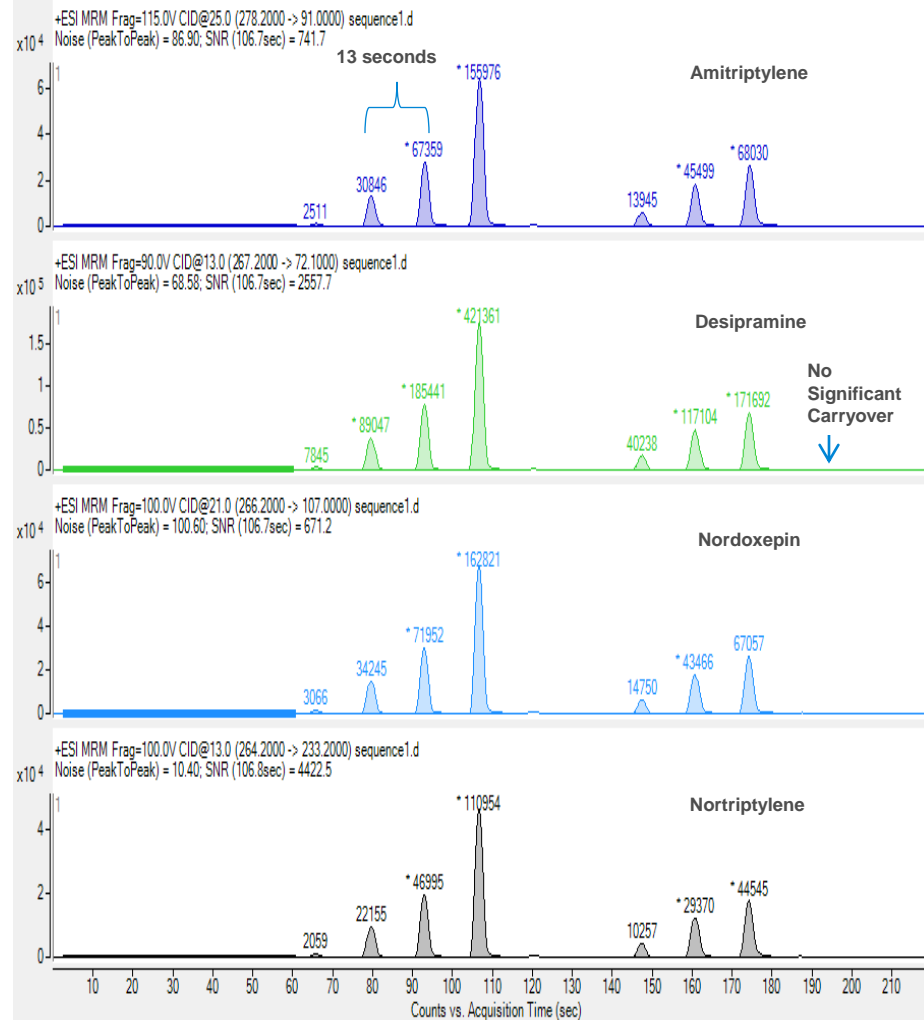 +ESI MRM Frag=115.0V CID@25.0 (278.2000 -> 91.0000) sequence1.d
Noise (PeakToPeak) = 86.90; SNR (106.7sec) = 741.7
x10 4
1
13 seconds
Amitriptylene
6
4
2
0
2511
30846
* 67359
* 155976
13945
* 45499
* 68030
+ESI MRM Frag=90.0V CID@13.0 (267.2000 -> 72.1000) sequence1.d
Noise (PeakToPeak) = 68.58; SNR (106.7sec) = 2557.7
x10 5
1
Desipramine
No
Significant
Carryover
1.5
1
0.5
0
7845
* 89047
* 185441
* 421361
40238
* 117104
* 171692
+ESI MRM Frag=100.0V CID@21.0 (266.2000 -> 107.0000) sequence1.d
Noise (PeakToPeak) = 100.60; SNR (106.7sec) = 671.2
x10 4
1
Nordoxepin
6
4
2
0
3066
34245
* 71952
* 162821
14750
* 43466
67057
+ESI MRM Frag=100.0V CID@13.0 (264.2000 -> 233.2000) sequence1.d
Noise (PeakToPeak) = 10.40; SNR (106.8sec) = 4422.5
x10 4
1
Nortriptylene
4
2
0
2059
22155
* 46995
* 110954
10257
* 29370
* 44545
10 20 30 40 50 60 70 80 90 100 110 120 130 140 150 160 170 180 190 200 210
Counts vs. Acquisition Time (sec)